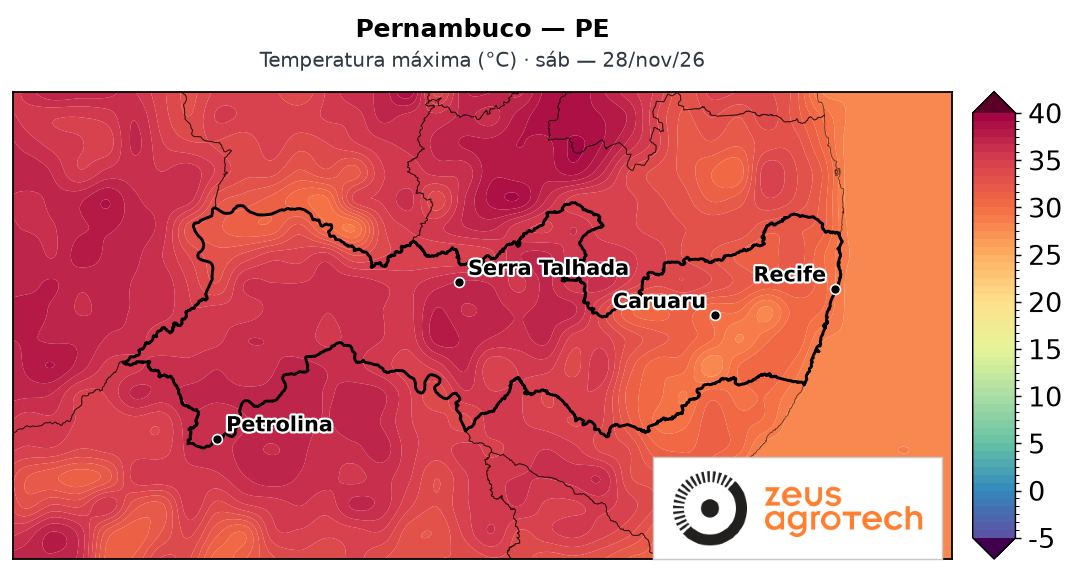 Pernambuco — PE
Temperatura máxima (°C) · sáb — 28/nov/26
Serra Talhada
Recife
Caruaru
Petrolina
40
35
30
25
20
15
10
5
0
-5
zeus
agrotech